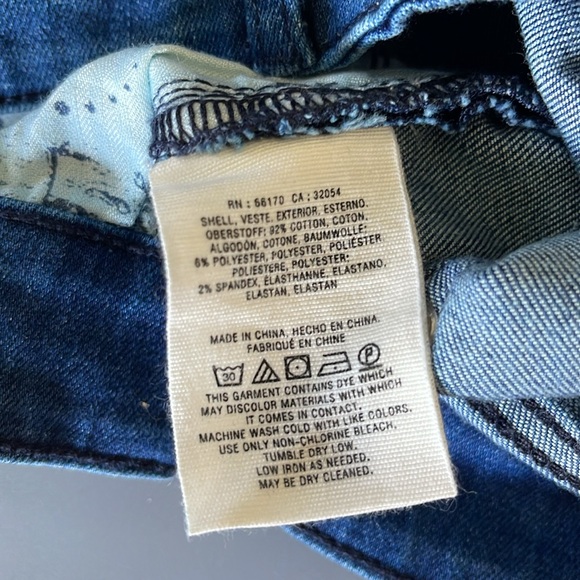 RN : 56170 CA : 32054
SHELL, VESTE, EXTERIOR, ESTERNO,
OBERSTOFF: 92% COTTON, COTON,
ALGODÓN, COTONE, BAUMWOLLE;
6% POLYESTER, POLYESTER, POLIÉSTER
POLIESTERE, POLYESTER;
2% SPANDEX, ÉLASTHANNE, ELASTANO,
ELASTAN, ELASTAN
MADE IN CHINA, HECHO EN CHINA,
FABRIQUÉ EN CHINE
30 P
THIS GARMENT CONTAINS DYE WHICH
MAY DISCOLOR MATERIALS WITH WHICH
IT COMES IN CONTACT.
MACHINE WASH COLD WITH LIKE COLORS.
USE ONLY NON-CHLORINE BLEACH.
TUMBLE DRY LOW.
LOW IRON AS NEEDED.
MAY BE DRY CLEANED.